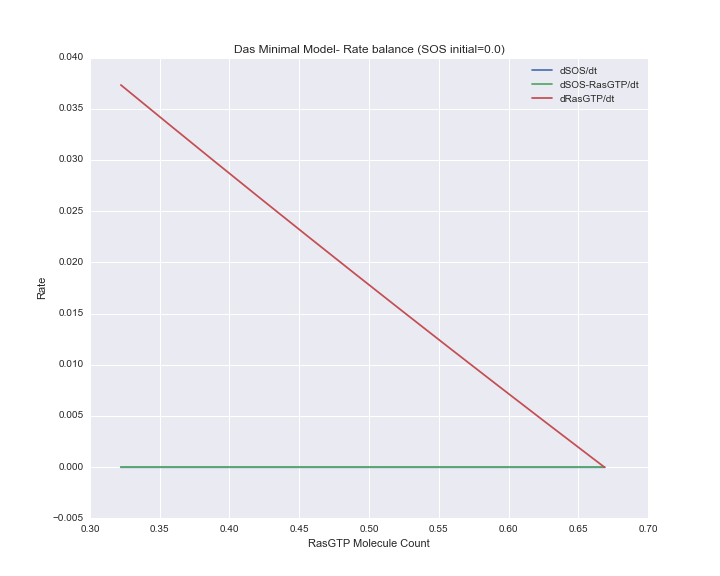 Das Minimal Model- Rate balance (SOS initial=0.0)
0.040
0.035
0.030
0.025
0.020
0.015
0.010
0.005
0.000
−0.005
Rate
dSOS/dt
dSOS-RasGTP/dt
dRasGTP/dt
0.30 0.35 0.40 0.45 0.50 0.55 0.60 0.65 0.70
RasGTP Molecule Count